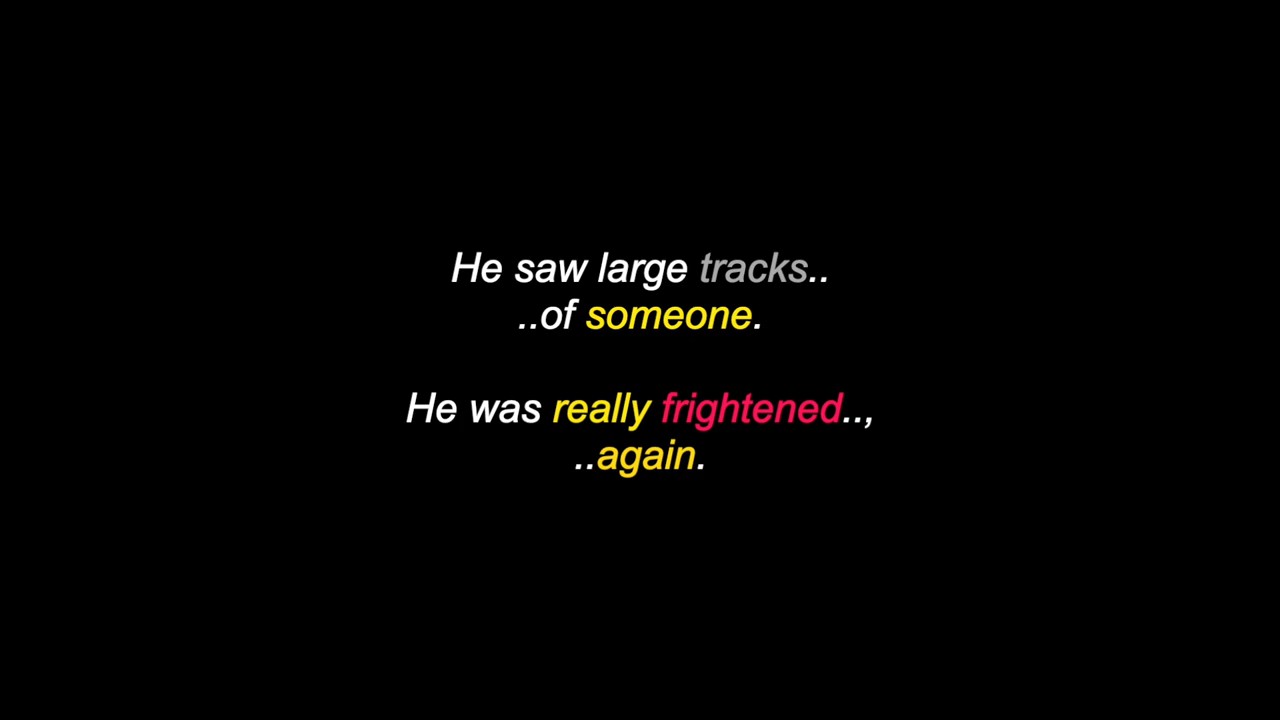 He saw large tracks..
..of someone.
He was really frightened..,
..again.